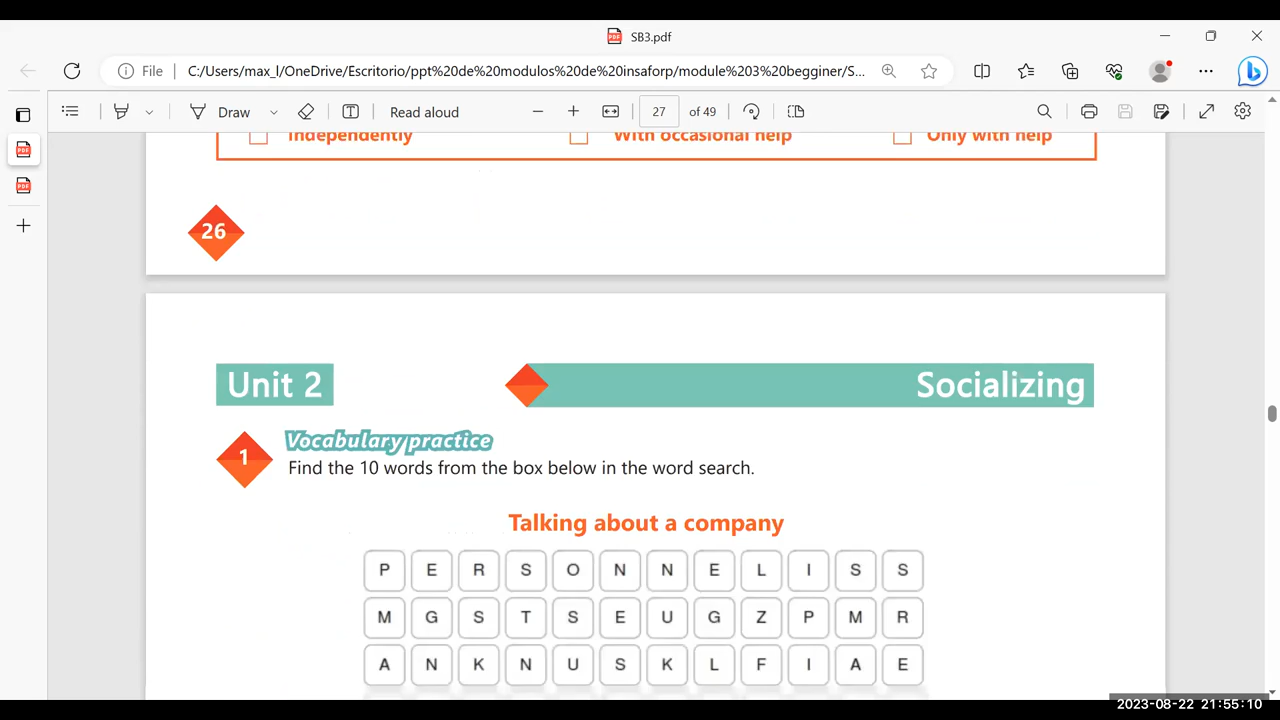 SB3.pdf
File C:/Users/max_l/OneDrive/Escritorio/ppt%20de%20modulos%20de%20insaforp/module%203%20begginer/S...
Draw Read aloud 27 of 49
Independently With occasional help Only with help
26
Unit 2 Socializing
1 Vocabulary practice
Find the 10 words from the box below in the word search.
Talking about a company
P E R S O N N E L I S S
M G S T S E U G Z P M R
A N K N U S K L F I A E
2023-08-22 21:55:10